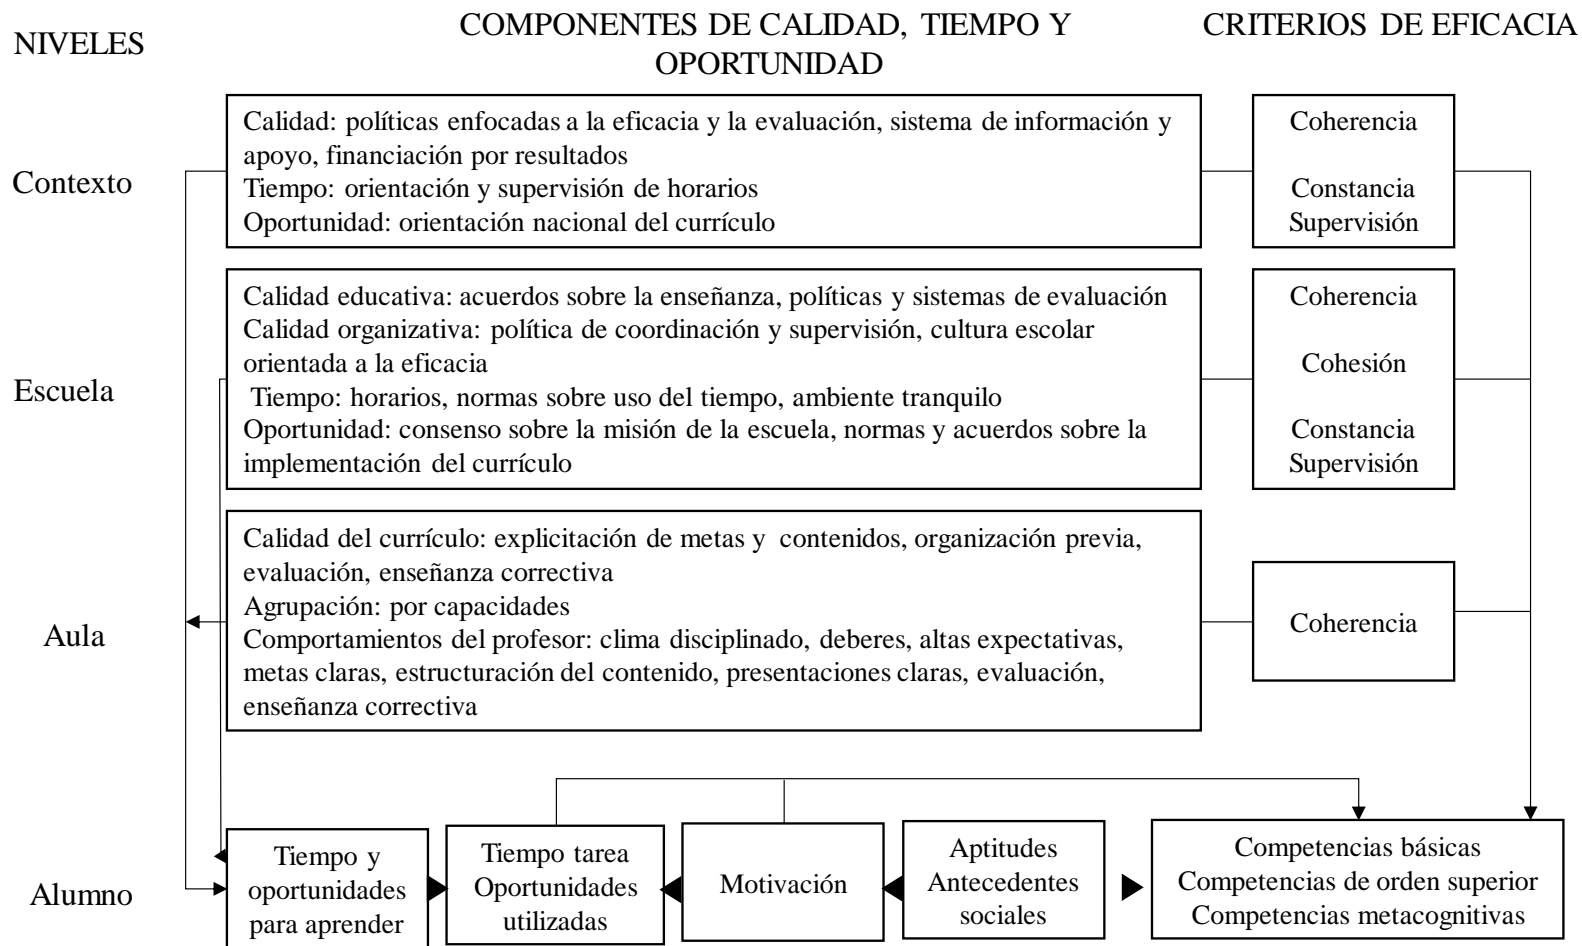 NIVELES
COMPONENTES DE CALIDAD, TIEMPO Y
OPORTUNIDAD
CRITERIOS DE EFICACIA
Contexto
Calidad: políticas enfocadas a la eficacia y la evaluación, sistema de información y
apoyo, financiación por resultados
Tiempo: orientación y supervisión de horarios
Oportunidad: orientación nacional del currículo
Coherencia
Constancia
Supervisión
Escuela
Calidad educativa: acuerdos sobre la enseñanza, políticas y sistemas de evaluación
Calidad organizativa: política de coordinación y supervisión, cultura escolar
orientada a la eficacia
Tiempo: horarios, normas sobre uso del tiempo, ambiente tranquilo
Oportunidad: consenso sobre la misión de la escuela, normas y acuerdos sobre la
implementación del currículo
Coherencia
Cohesión
Constancia
Supervisión
Aula
Calidad del currículo: explicitación de metas y contenidos, organización previa,
evaluación, enseñanza correctiva
Agrupación: por capacidades
Comportamientos del profesor: clima disciplinado, deberes, altas expectativas,
metas claras, estructuración del contenido, presentaciones claras, evaluación,
enseñanza correctiva
Coherencia
Alumno
Tiempo y
oportunidades
para aprender
Tiempo tarea
Oportunidades
utilizadas
Motivación
Aptitudes
Antecedentes
sociales
Competencias básicas
Competencias de orden superior
Competencias metacognitivas